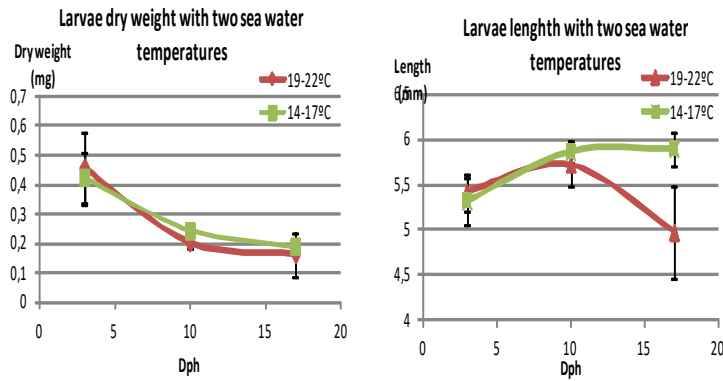 Larvae dry weight with two sea water
temperatures
Dry weight
(mg)
19-22ºC
14-17ºC
0,7
0,6
0,5
0,4
0,3
0,2
0,1
0
0 5 10 15 20
Dph
Larvae lenghth with two sea water
temperatures
Length
(mm)
19-22ºC
14-17ºC
6,5
6
5,5
5
4,5
4
0 5 10 15 20
Dph